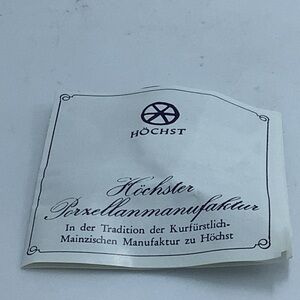 HÖCHST
Höchster
Porzellanmanufaktur
In der Tradition der Kurfürstlich-
Mainzischen Manufaktur zu Höchst